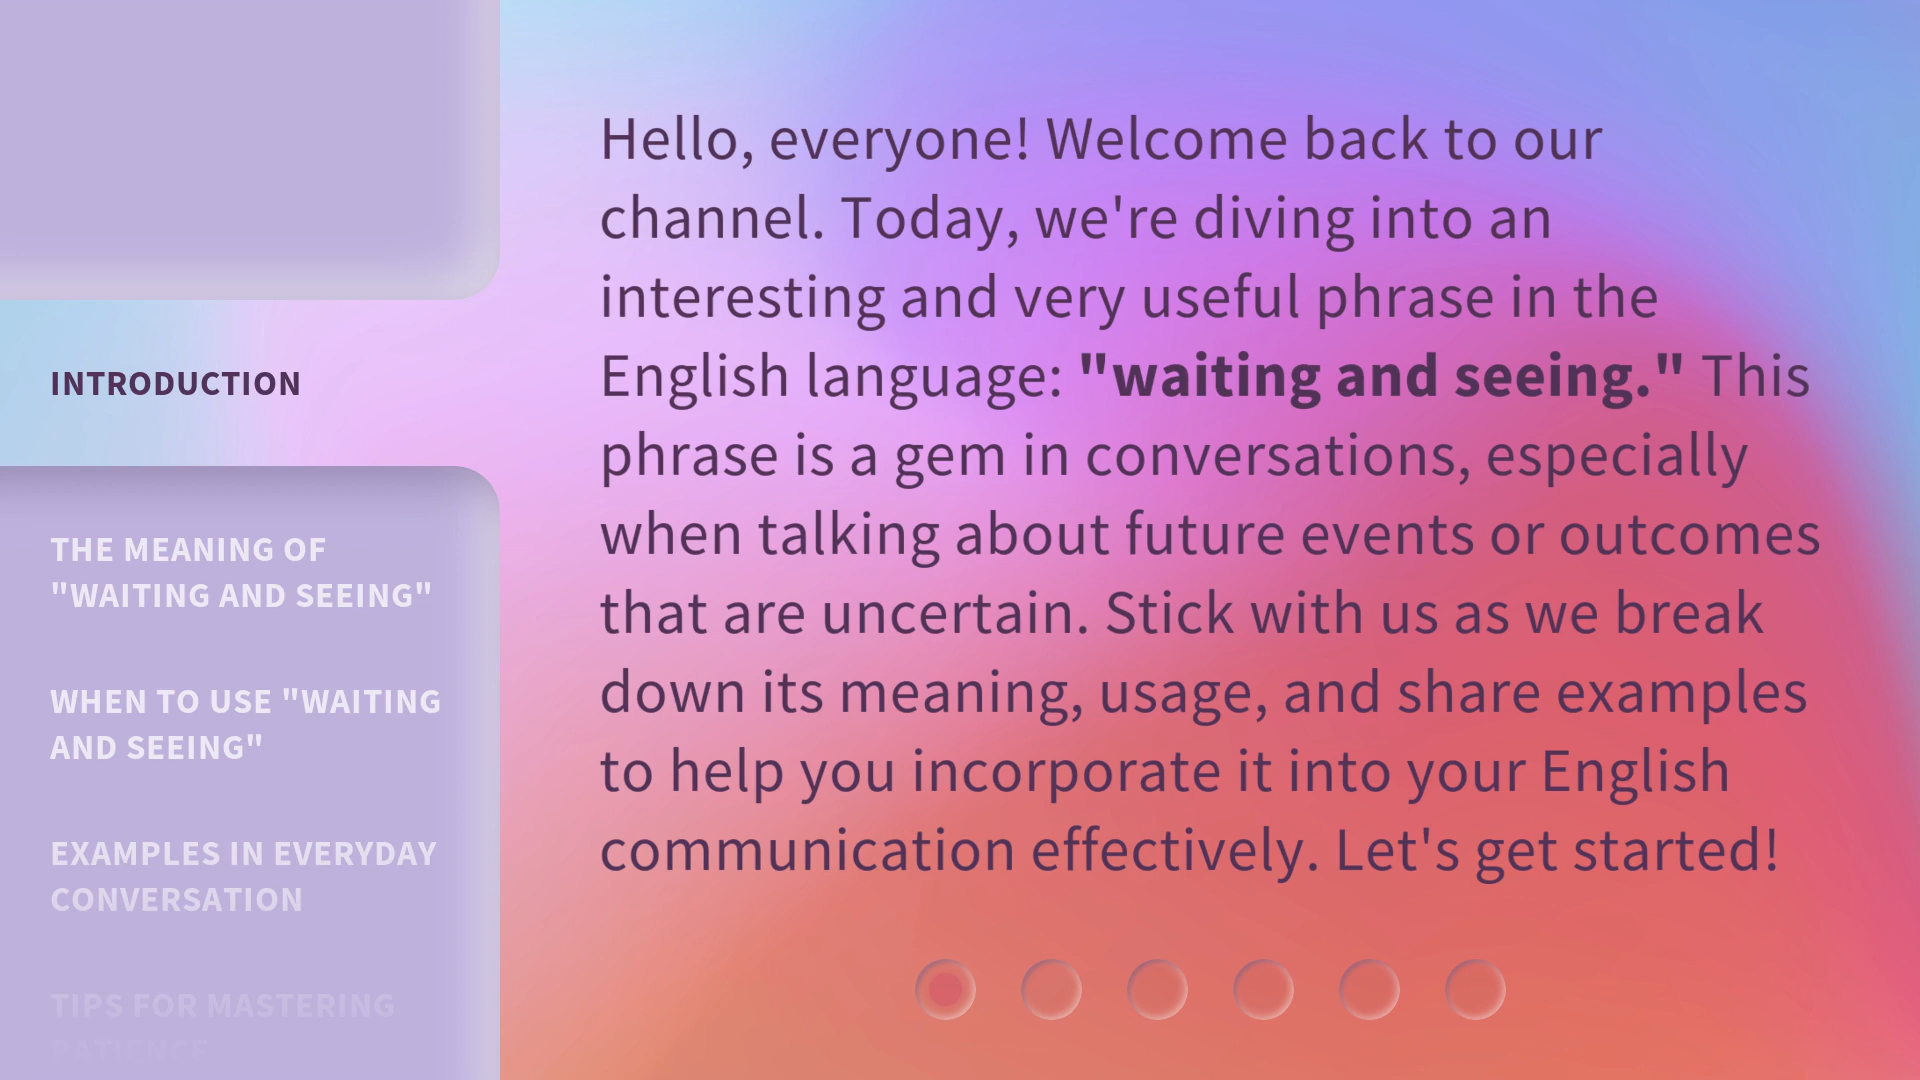 INTRODUCTION
THE MEANING OF
"WAITING AND SEEING"
WHEN TO USE "WAITING
AND SEEING"
EXAMPLES IN EVERYDAY
CONVERSATION
TIPS FOR MASTERING
PATIENCE
Hello, everyone! Welcome back to our
channel. Today, we're diving into an
interesting and very useful phrase in the
English language: "waiting and seeing." This
phrase is a gem in conversations, especially
when talking about future events or outcomes
that are uncertain. Stick with us as we break
down its meaning, usage, and share examples
to help you incorporate it into your English
communication effectively. Let's get started!